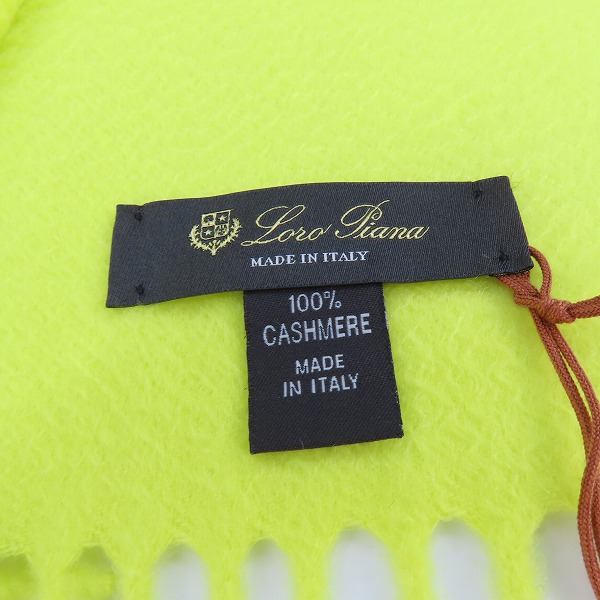 Loro Piana
MADE IN ITALY
100%
CASHMERE
MADE
IN ITALY